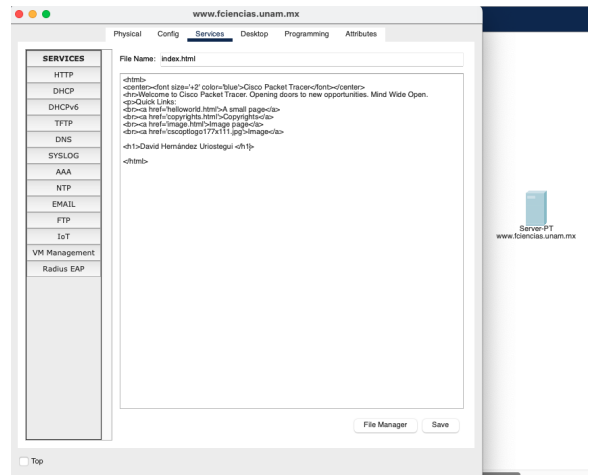 www.fciencias.unam.mx
Physical Config Services Desktop Programming Attributes
SERVICES
HTTP
DHCP
DHCPv6
TFTP
DNS
SYSLOG
AAA
NTP
EMAIL
FTP
IoT
VM Management
Radius EAP
File Name: index.html
<html>
<center><font size='+2' color='blue'>Cisco Packet Tracer</font></center>
<hr>Welcome to Cisco Packet Tracer. Opening doors to new opportunities. Mind Wide Open.
<p>Quick Links:
<br><a href='helloworld.html'>A small page</a>
<br><a href='copyrights.html'>Copyrights</a>
<br><a href='image.html'>Image page</a>
<br><a href='cscoptlogo177x111.jpg'>Image</a>
<h1>David Hernández Uriostegui </h1>
</html>
File Manager Save
Top
Server-PT
www.fciencias.unam.mx